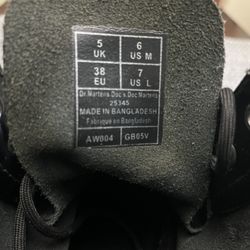 5 6
UK US M
38 7
EU US L
Dr.Martens Doc's Doc Martens
25345
MADE IN BANGLADESH
Fabriqué en Bangladesh
AW004 GB05V